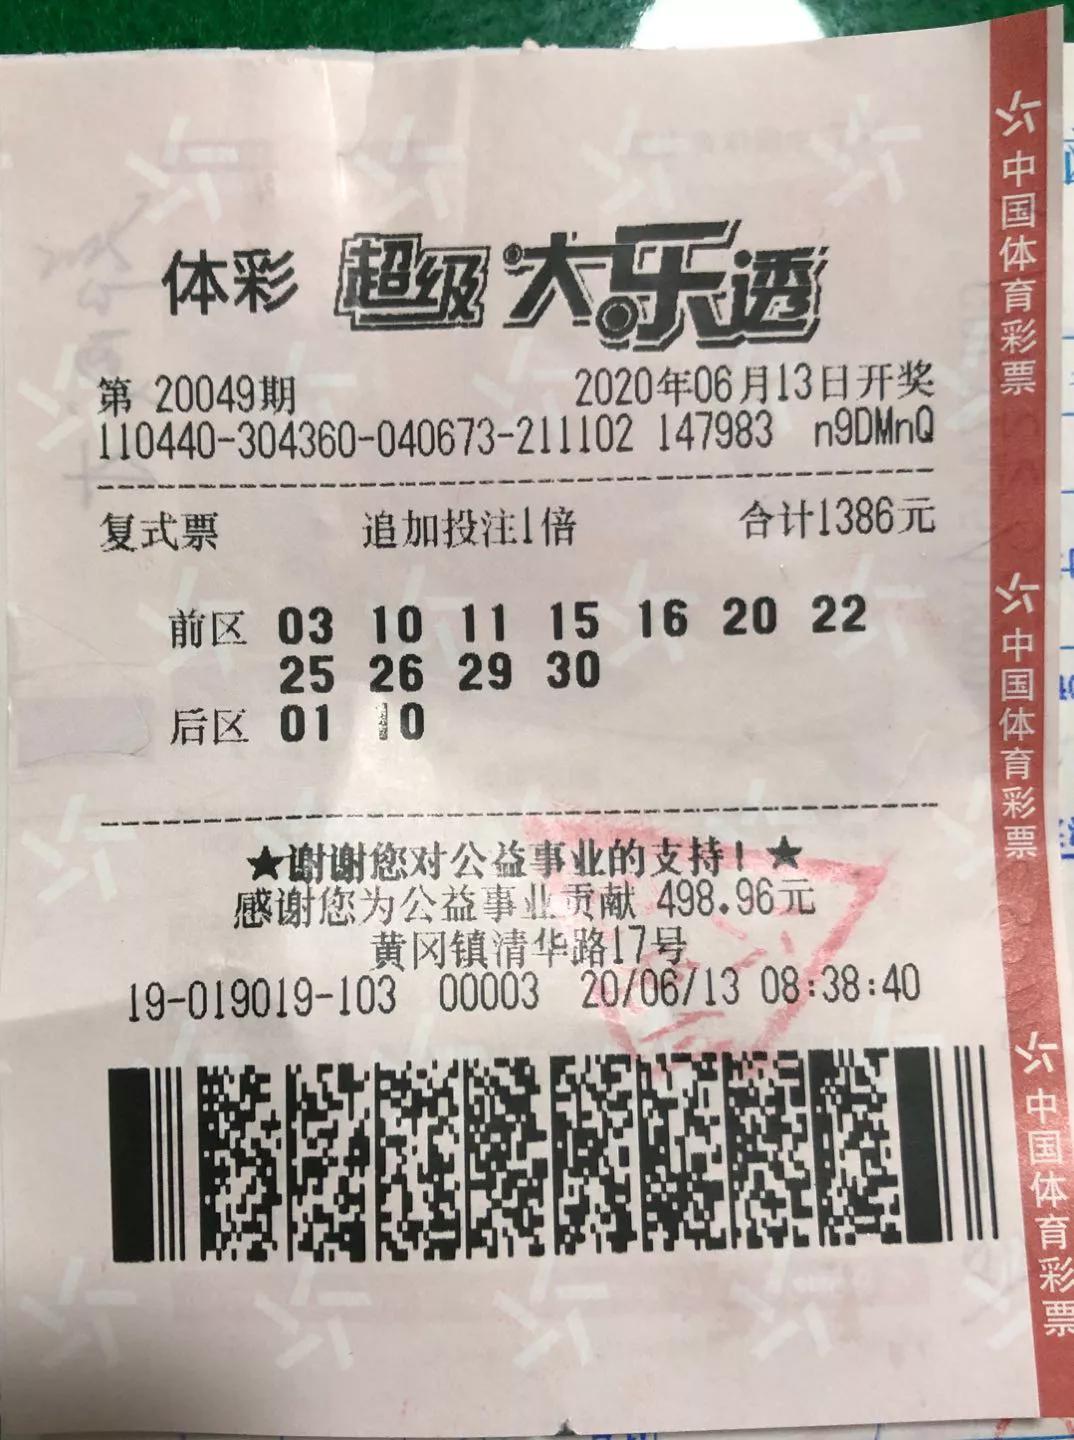 体彩 超级大乐透
第 20049期 2020年06月13日开奖
110440-304360-040673-211102 147983 n9DMnQ
复式票 追加投注1倍 合计1386元
前区 03 10 11 15 16 20 22
25 26 29 30
后区 01 10
★谢谢您对公益事业的支持!★
感谢您为公益事业贡献 498.96元
黄冈镇清华路17号
19-019019-103 00003 20/06/13 08:38:40
中国体育彩票
中国体育彩票
中国体育彩票